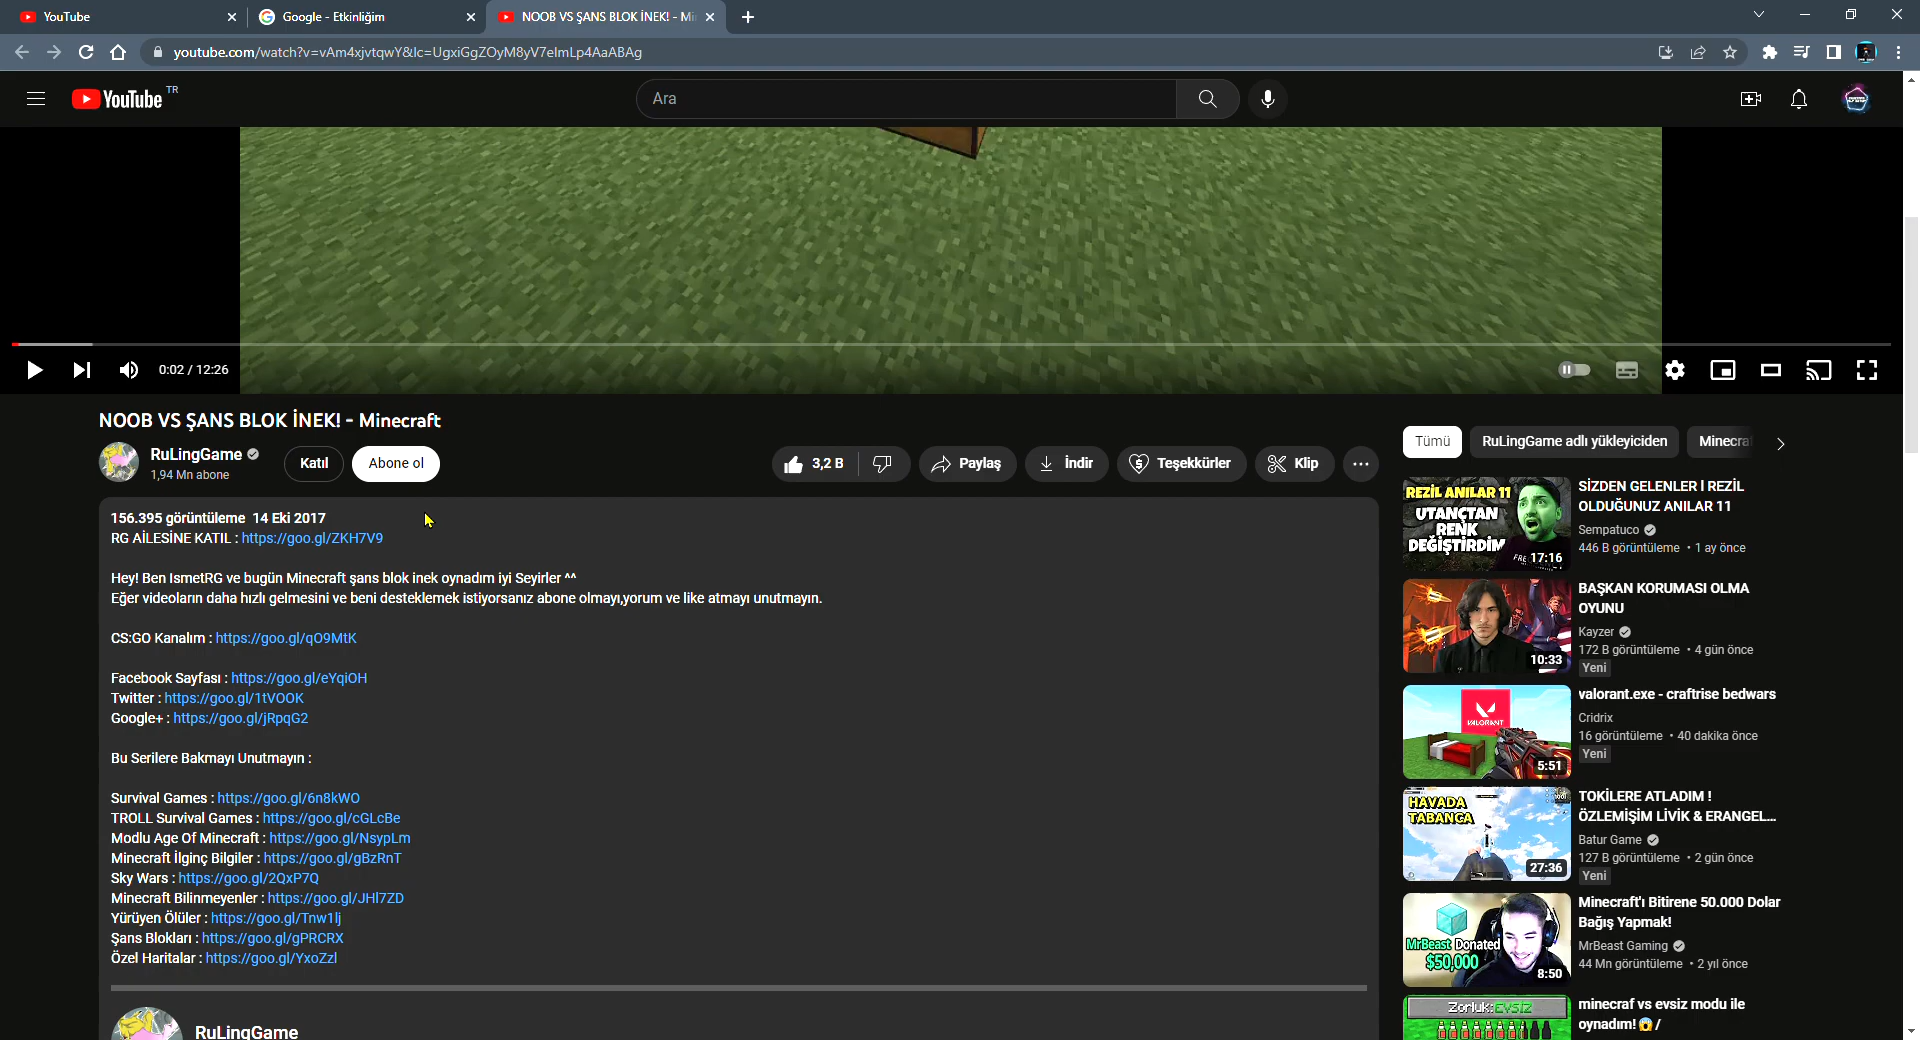 YouTube
Google - Etkinliğim
NOOB VS ŞANS BLOK İNEK! - Mi
youtube.com/watch?v=vAm4xjvtqwY&lc=UgxiGgZOyM8yV7elmLp4AaABAg
YouTube TR
Ara
0:02 / 12:26
NOOB VS ŞANS BLOK İNEK! - Minecraft
RuLingGame
1,94 Mn abone
Katıl
Abone ol
3,2 B
Paylaş
İndir
Teşekkürler
Klip
156.395 görüntüleme 14 Eki 2017
RG AİLESİNE KATIL : https://goo.gl/ZKH7V9
Hey! Ben IsmetRG ve bugün Minecraft şans blok inek oynadım iyi Seyirler ^^
Eğer videoların daha hızlı gelmesini ve beni desteklemek istiyorsanız abone olmayı,yorum ve like atmayı unutmayın.
CS:GO Kanalım : https://goo.gl/qO9MtK
Facebook Sayfası : https://goo.gl/eYqiOH
Twitter : https://goo.gl/1tVOOK
Google+ : https://goo.gl/jRpqG2
Bu Serilere Bakmayı Unutmayın :
Survival Games : https://goo.gl/6n8kWO
TROLL Survival Games : https://goo.gl/cGLcBe
Modlu Age Of Minecraft : https://goo.gl/NsypLm
Minecraft İlginç Bilgiler : https://goo.gl/gBzRnT
Sky Wars : https://goo.gl/2QxP7Q
Minecraft Bilinmeyenler : https://goo.gl/JHl7ZD
Yürüyen Ölüler : https://goo.gl/Tnw1lj
Şans Blokları : https://goo.gl/gPRCRX
Özel Haritalar : https://goo.gl/YxoZzl
RuLingGame
Tümü
RuLingGame adlı yükleyiciden
Minecra
REZİL ANILAR 11
UTANÇTAN
RENK
DEĞİŞTİRDİM
FRE
17:16
SİZDEN GELENLER l REZİL
OLDUĞUNUZ ANILAR 11
Sempatuco
446 B görüntüleme • 1 ay önce
10:33
BAŞKAN KORUMASI OLMA
OYUNU
Kayzer
172 B görüntüleme • 4 gün önce
Yeni
VALORANT
5:51
valorant.exe - craftrise bedwars
Cridrix
16 görüntüleme • 40 dakika önce
Yeni
HAVADA
TABANCA
27:36
TOKİLERE ATLADIM !
ÖZLEMİŞİM LİVİK & ERANGEL...
Batur Game
127 B görüntüleme • 2 gün önce
Yeni
MrBeast Donated
$50,000
8:50
Minecraft'ı Bitirene 50.000 Dolar
Bağış Yapmak!
MrBeast Gaming
44 Mn görüntüleme • 2 yıl önce
Zorluk: EVSİZ
minecraf vs evsiz modu ile
oynadım!😱 /